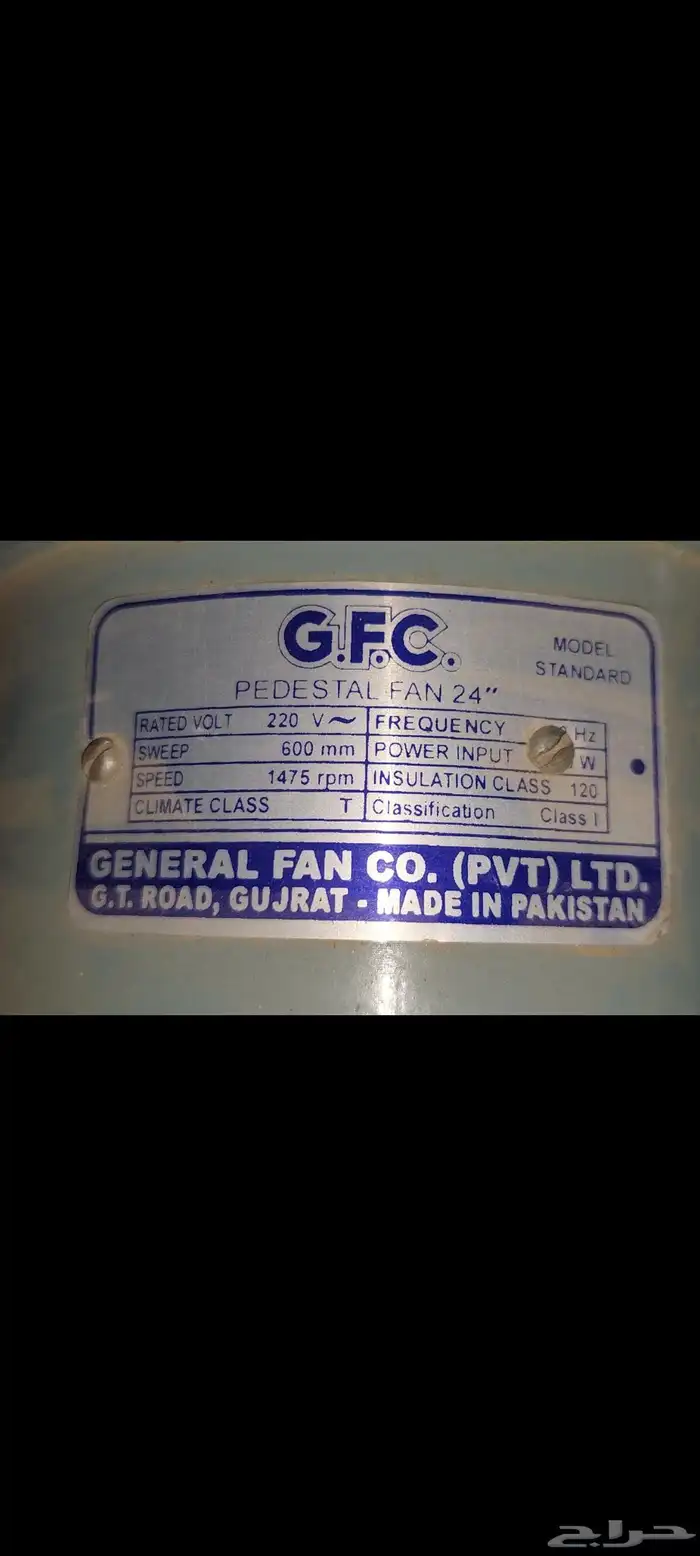 G.F.C.
MODEL
STANDARD
PEDESTAL FAN 24"
RATED VOLT 220 V~ FREQUENCY Hz
SWEEP 600 mm POWER INPUT W
SPEED 1475 rpm INSULATION CLASS 120
CLIMATE CLASS T Classification Class I
GENERAL FAN CO. (PVT) LTD.
G.T. ROAD, GUJRAT - MADE IN PAKISTAN
حراج